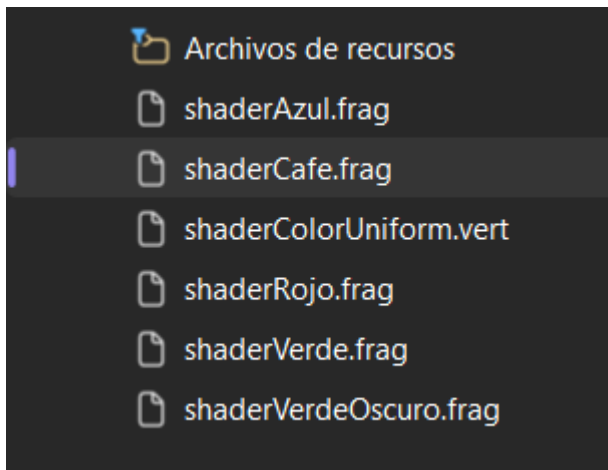 Archivos de recursos
shaderAzul.frag
shaderCafe.frag
shaderColorUniform.vert
shaderRojo.frag
shaderVerde.frag
shaderVerdeOscuro.frag